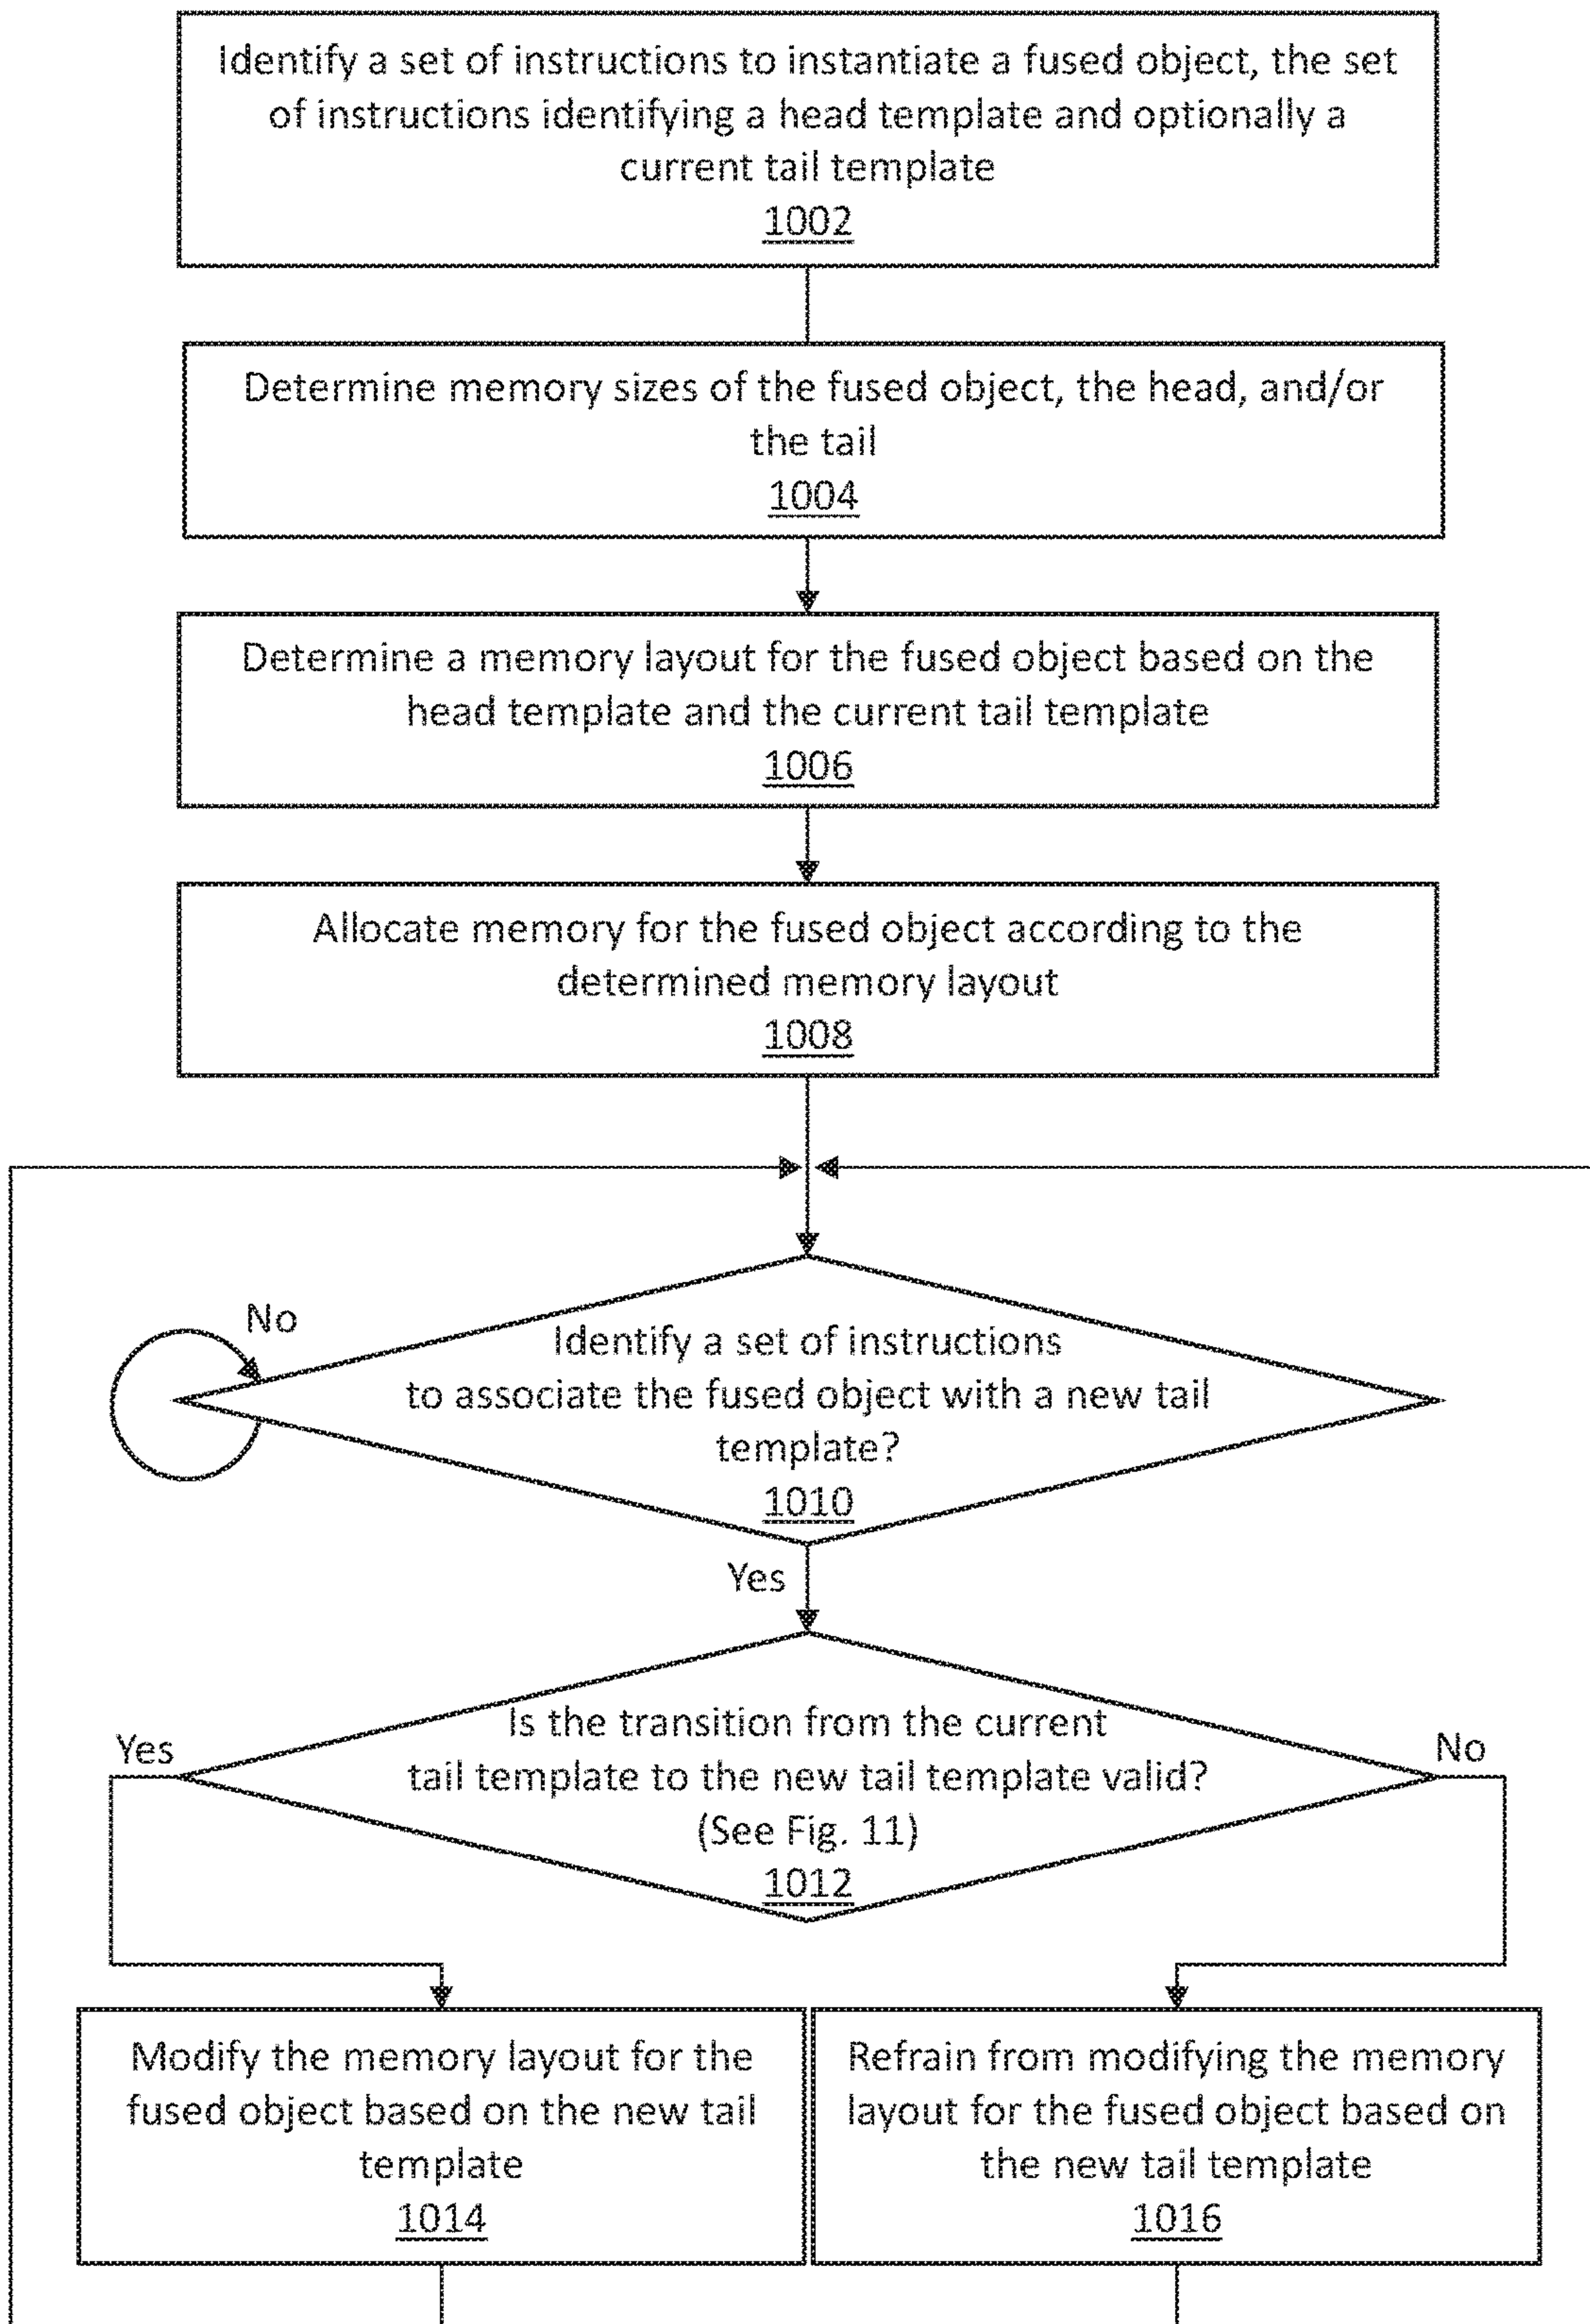 Identify a set of instructions to instantiate a fused object, the set
of instructions identifying a head template and optionally a
current tail template
1002
Determine memory sizes of the fused object, the head, and/or
the tail
1004
Determine a memory layout for the fused object based on the
head template and the current tail template
1006
Allocate memory for the fused object according to the
determined memory layout
1008
No
Identify a set of instructions
to associate the fused object with a new tail
template?
1010
Yes
Is the transition from the current
Yes
No
tail template to the new tail template valid?
(See Fig. 11)
1012
Modify the memory layout for the
fused object based on the new tail
template
1014
Refrain from modifying the memory
layout for the fused object based on
the new tail template
1016